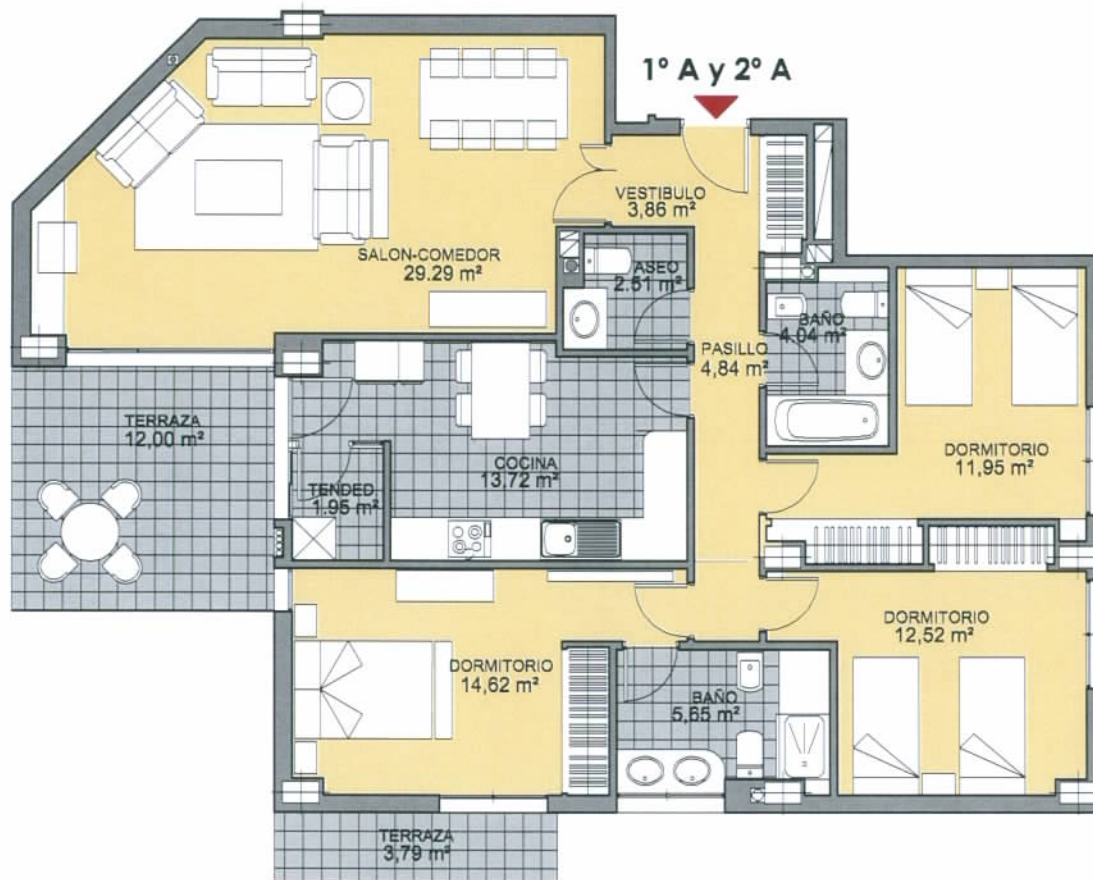 1º A y 2º A
VESTIBULO
3,86 m²
SALON-COMEDOR
29.29 m²
ASEO
2.51 m²
BAÑO
4.04 m²
PASILLO
4,84 m²
TERRAZA
12,00 m²
DORMITORIO
11,95 m²
COCINA
13,72 m²
TENDED.
1.95 m²
DORMITORIO
12,52 m²
DORMITORIO
14,62 m²
BAÑO
5,65 m²
TERRAZA
3,79 m²